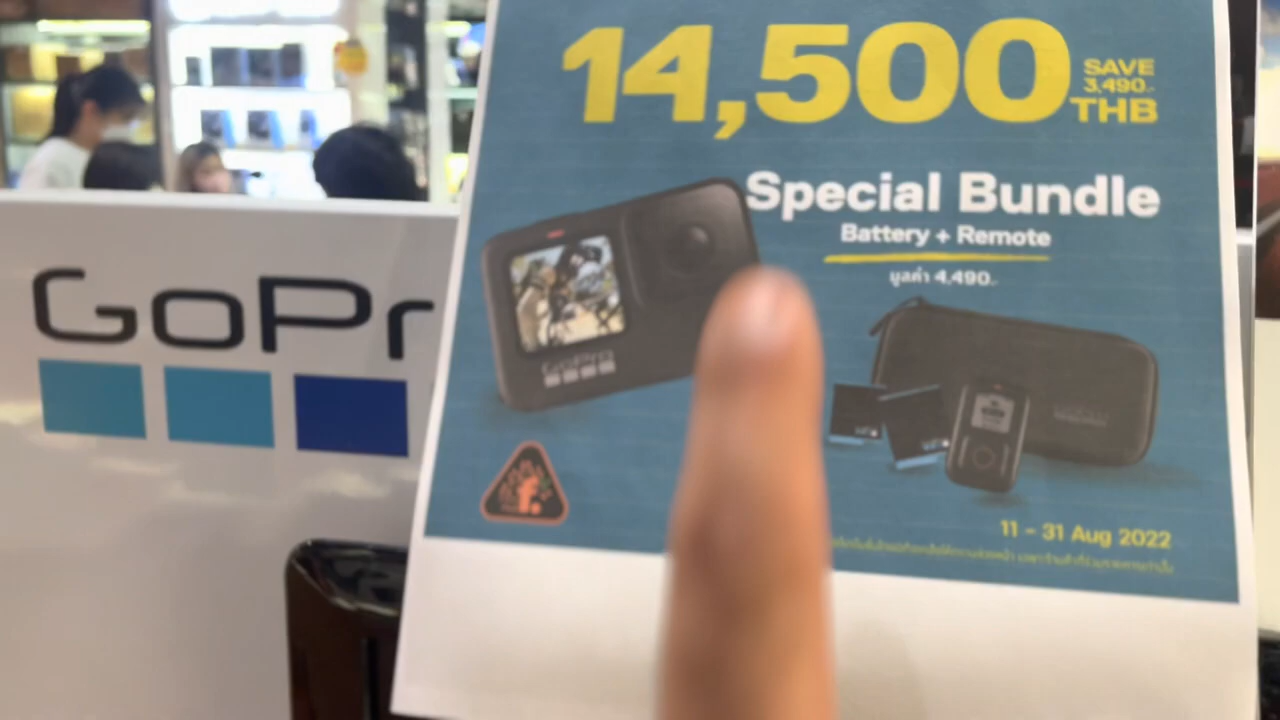 14,500
SAVE
3,490.-
THB
Special Bundle
Battery + Remote
มูลค่า 4,490.-
GoPr
GoPro
11 - 31 Aug 2022